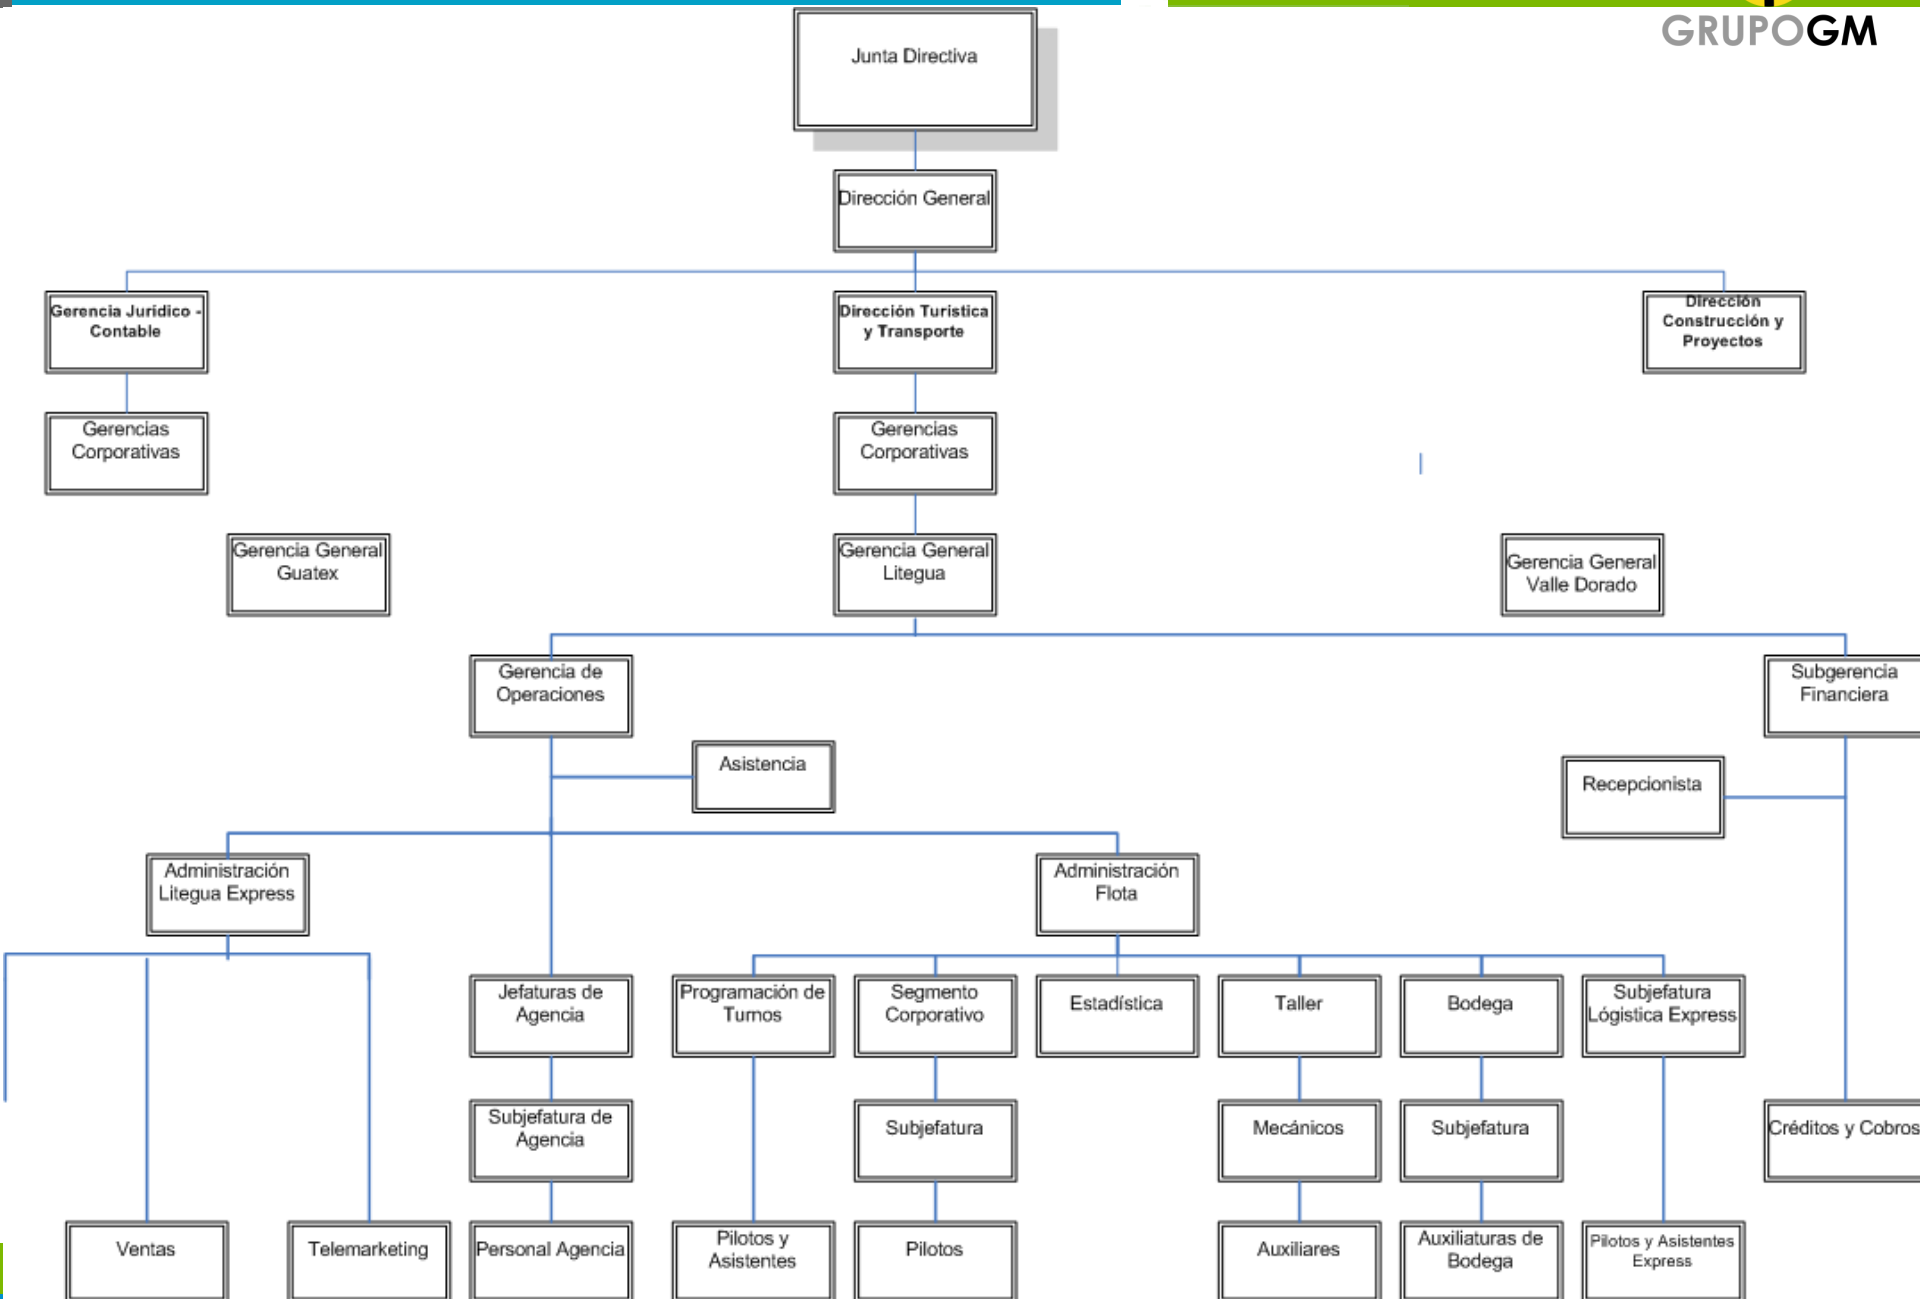 GRUPOGM
Junta Directiva
Dirección General
Gerencia Jurídico -
Contable
Dirección Turística
y Transporte
Dirección
Construcción y
Proyectos
Gerencias
Corporativas
Gerencias
Corporativas
Gerencia General
Guatex
Gerencia General
Litegua
Gerencia General
Valle Dorado
Gerencia de
Operaciones
Subgerencia
Financiera
Asistencia
Recepcionista
Administración
Litegua Express
Administración
Flota
Jefaturas de
Agencia
Programación de
Turnos
Segmento
Corporativo
Estadística
Taller
Bodega
Subjefatura
Lógistica Express
Subjefatura de
Agencia
Subjefatura
Mecánicos
Subjefatura
Créditos y Cobros
Ventas
Telemarketing
Personal Agencia
Pilotos y
Asistentes
Pilotos
Auxiliares
Auxiliaturas de
Bodega
Pilotos y Asistentes
Express